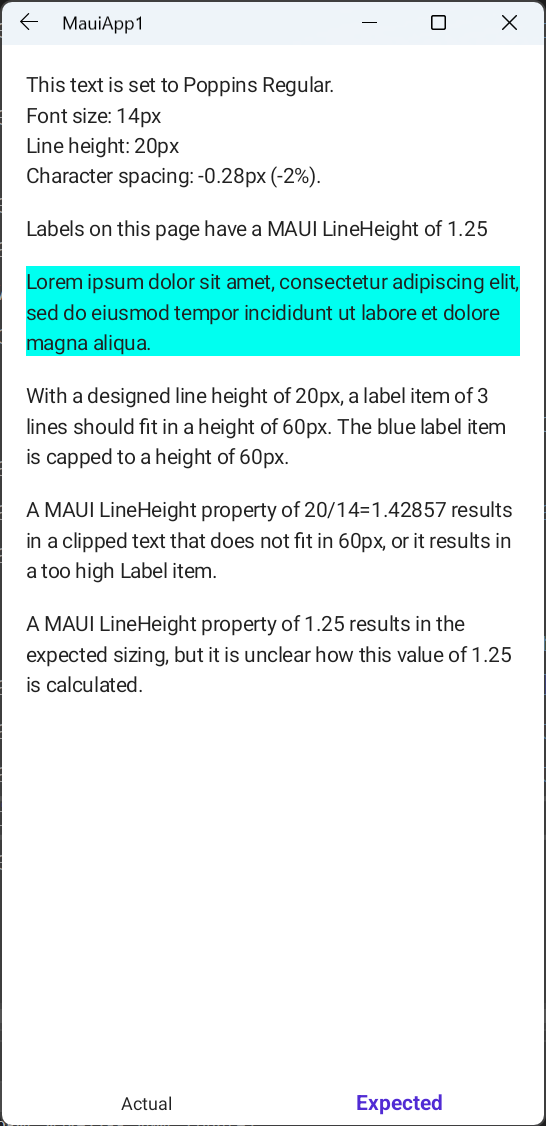 MauiApp1
This text is set to Poppins Regular.
Font size: 14px
Line height: 20px
Character spacing: -0.28px (-2%).
Labels on this page have a MAUI LineHeight of 1.25
Lorem ipsum dolor sit amet, consectetur adipiscing elit,
sed do eiusmod tempor incididunt ut labore et dolore
magna aliqua.
With a designed line height of 20px, a label item of 3
lines should fit in a height of 60px. The blue label item
is capped to a height of 60px.
A MAUI LineHeight property of 20/14=1.42857 results
in a clipped text that does not fit in 60px, or it results in
a too high Label item.
A MAUI LineHeight property of 1.25 results in the
expected sizing, but it is unclear how this value of 1.25
is calculated.
Actual
Expected